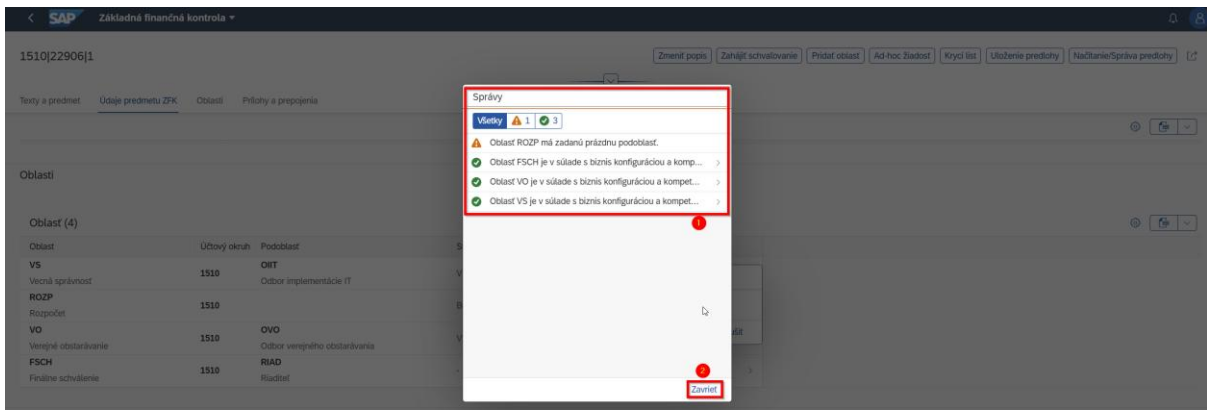 SAP Základná finančná kontrola
1510|22906|1
Zmeniť popis Zahájiť schvaľovanie Pridať oblasť Ad-hoc žiadosť Krycí list Uloženie predlohy Načítanie/Správa predlohy
Texty a predmet Údaje predmetu ZFK Oblasti Prílohy a prepojenia
Správy
Všetky 1 3
Oblasť ROZP má zadanú prázdnu podoblasť.
Oblasť FSCH je v súlade s biznis konfiguráciou a komp...
Oblasť VO je v súlade s biznis konfiguráciou a kompet...
Oblasť VS je v súlade s biznis konfiguráciou a kompet...
1
Oblasti
Oblasť (4)
Oblasť Účtový okruh Podoblasť
VS 1510 OIIT
Vecná správnosť Odbor implementácie IT
ROZP 1510
Rozpočet
VO 1510 OVO
Verejné obstarávanie Odbor verejného obstarávania
FSCH 1510 RIAD
Finálne schválenie Riaditeľ
2
Zavrieť